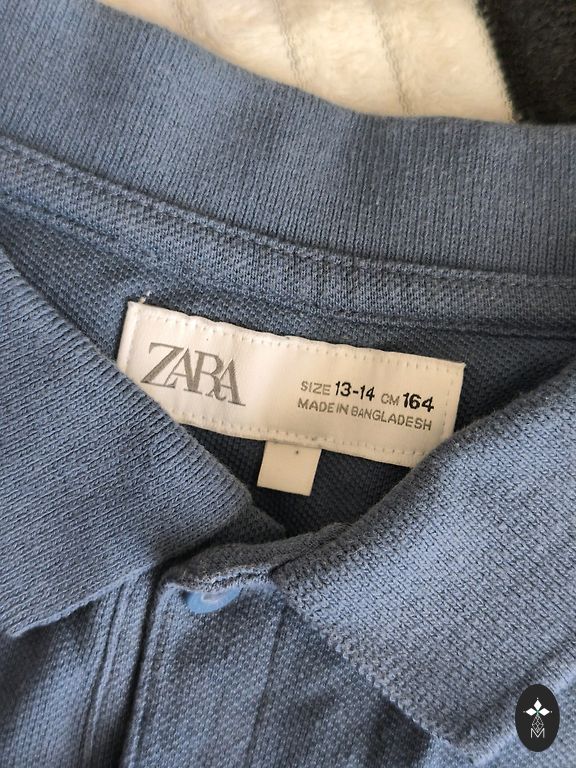 ZARA
SIZE 13-14 CM 164
MADE IN BANGLADESH
M